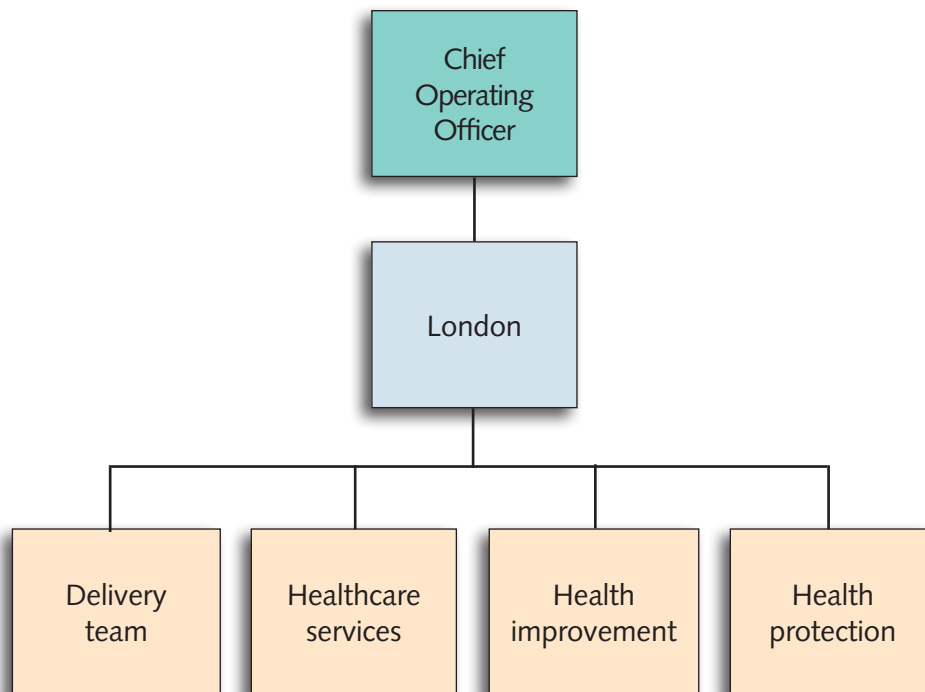 Chief
Operating
Officer
London
Delivery
team
Healthcare
services
Health
improvement
Health
protection